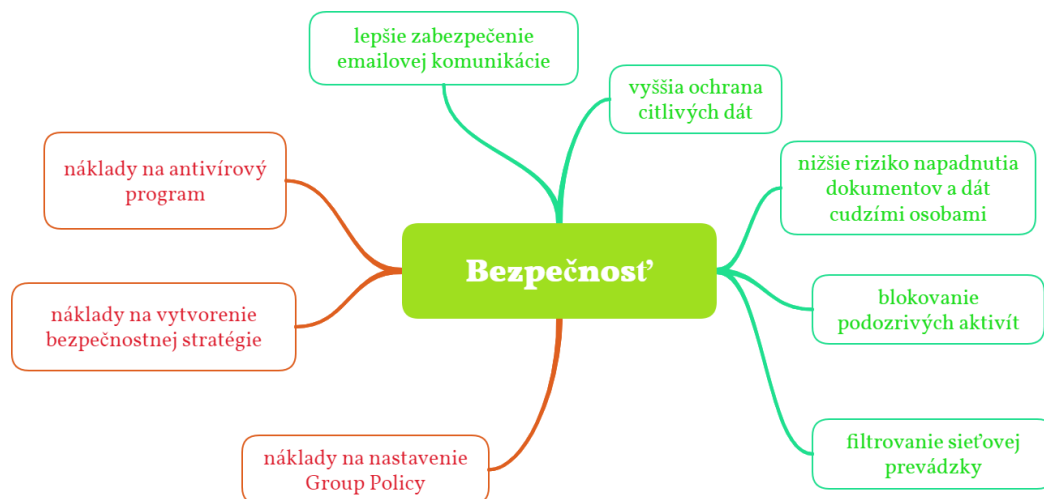 lepšie zabezpečenie
emailovej komunikácie
vyššia ochrana
citlivých dát
náklady na antivírový
program
nižšie riziko napadnutia
dokumentov a dát
cudzími osobami
Bezpečnosť
náklady na vytvorenie
bezpečnostnej stratégie
blokovanie
podozrivých aktivít
náklady na nastavenie
Group Policy
filtrovanie sieťovej
prevádzky